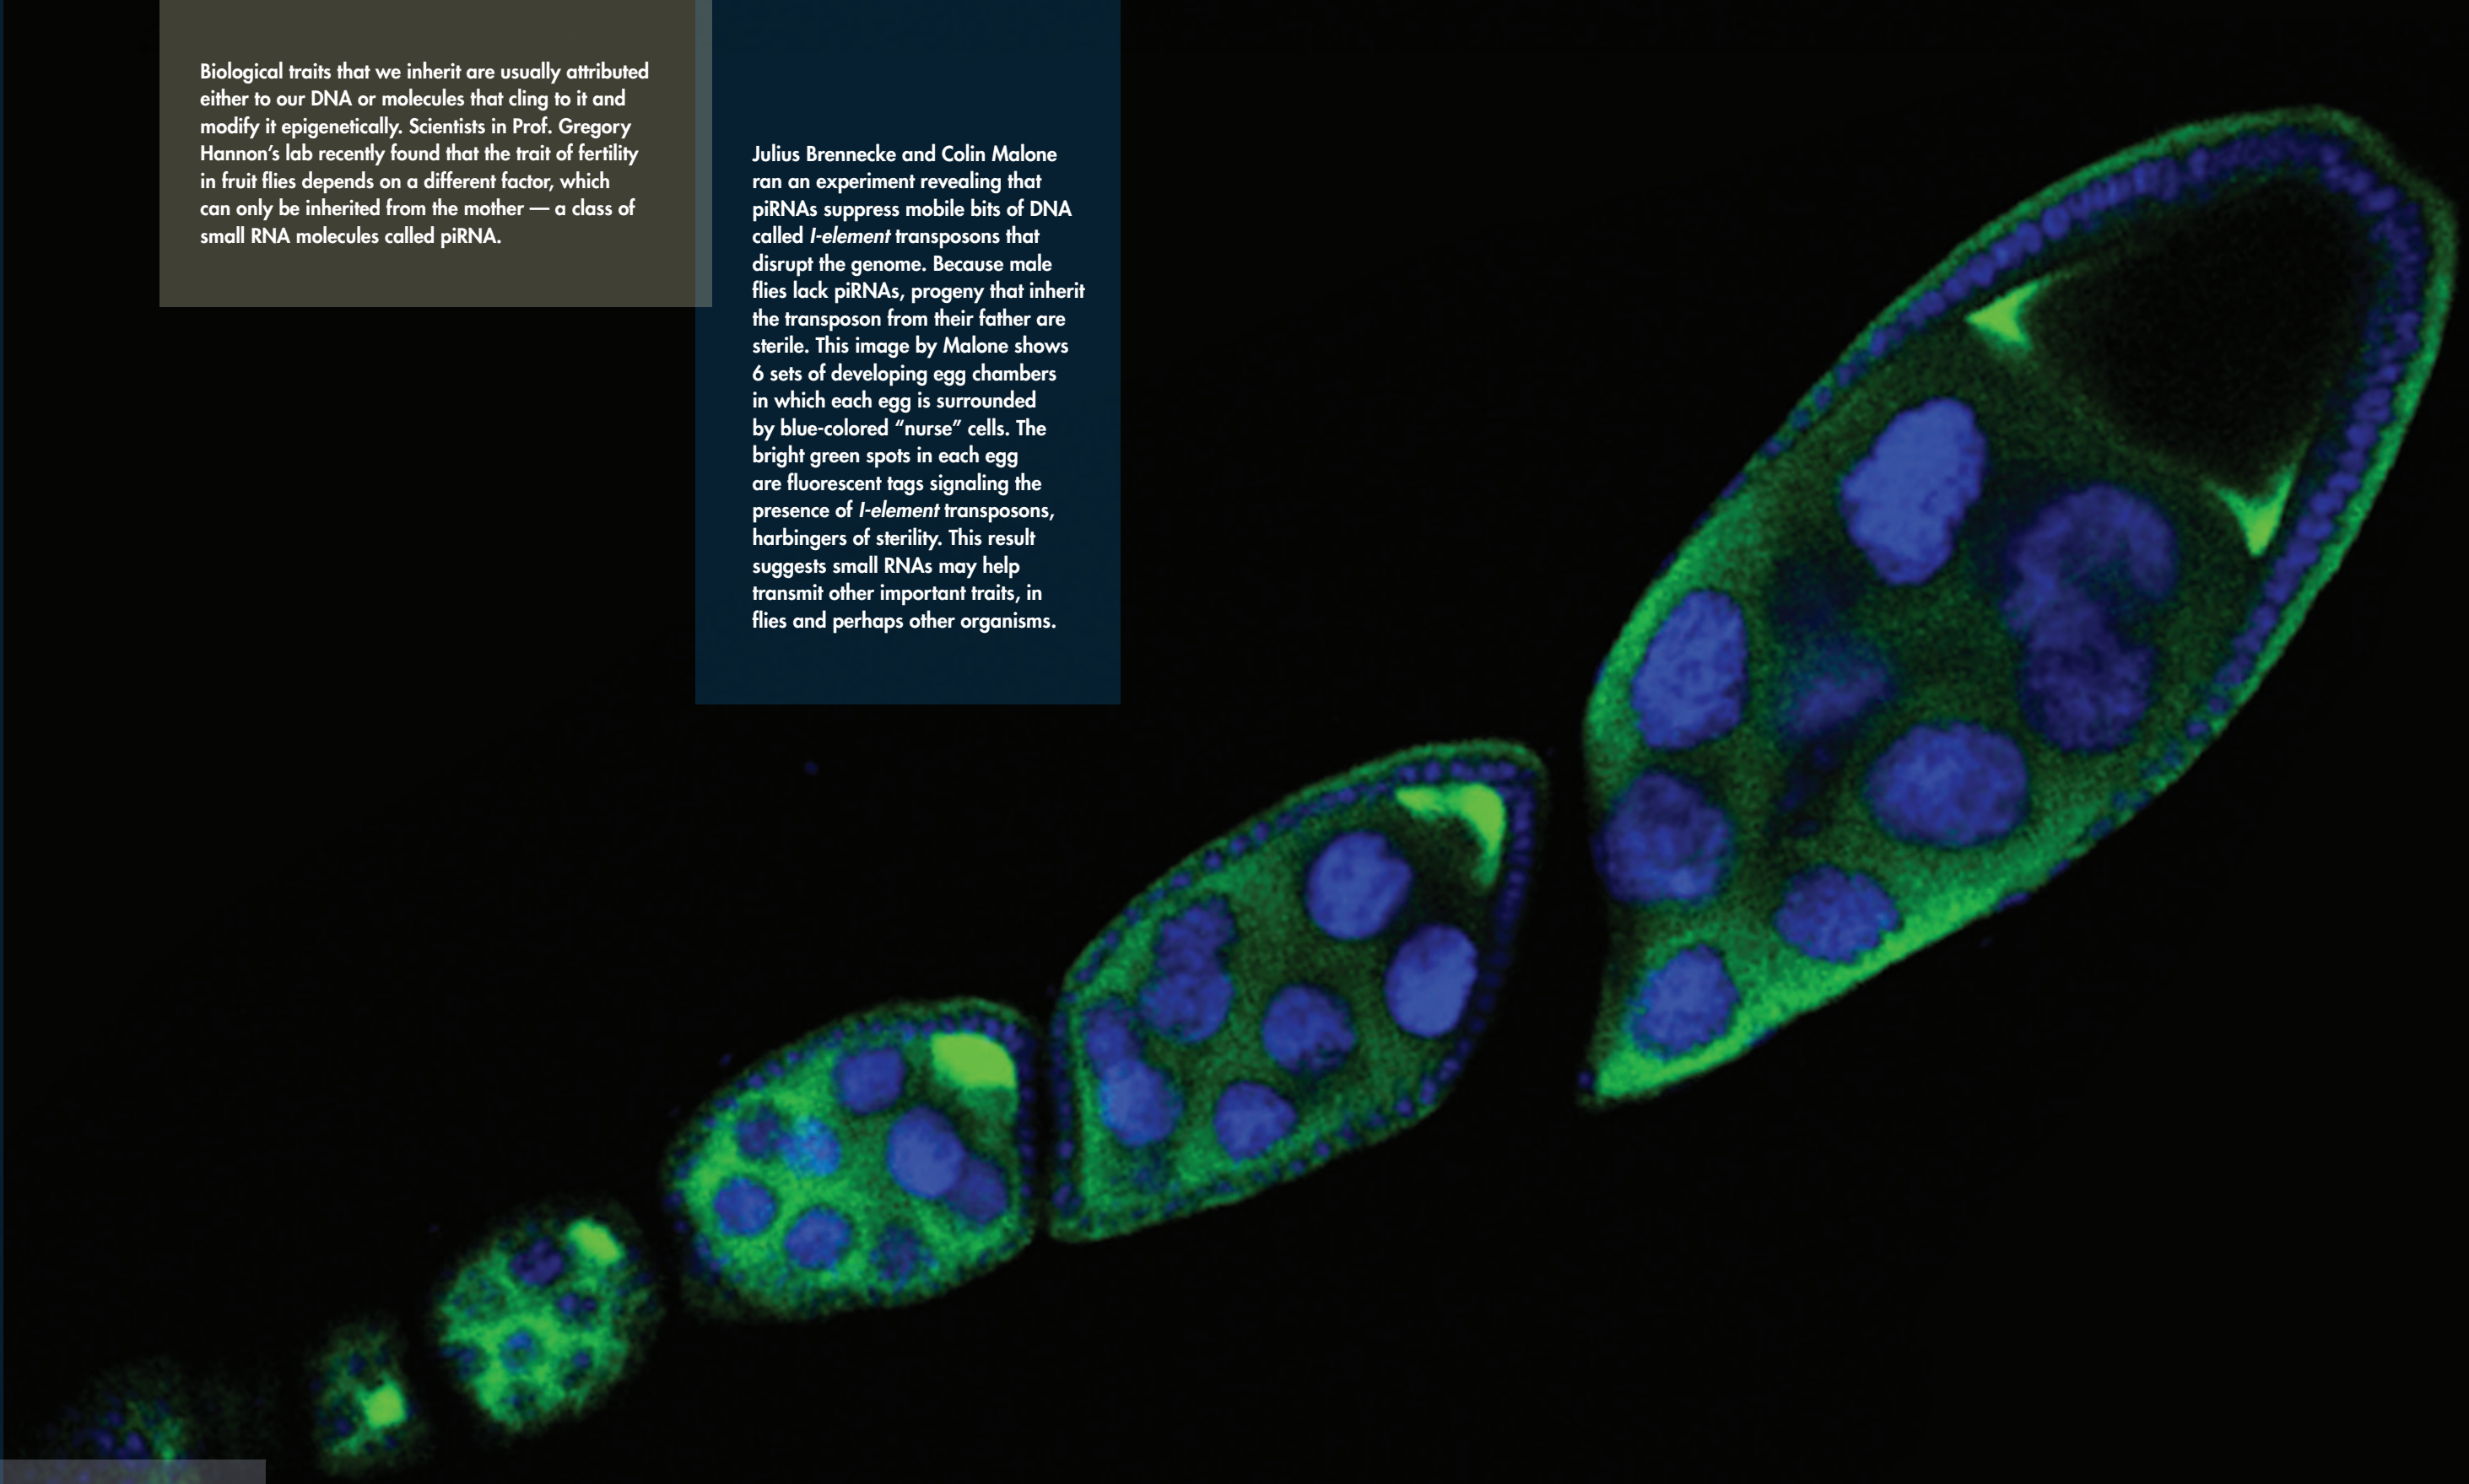 Biological traits that we inherit are usually attributed
either to our DNA or molecules that cling to it and
modify it epigenetically. Scientists in Prof. Gregory
Hannon’s lab recently found that the trait of fertility
in fruit flies depends on a different factor, which
can only be inherited from the mother — a class of
small RNA molecules called piRNA.
Julius Brennecke and Colin Malone
ran an experiment revealing that
piRNAs suppress mobile bits of DNA
called I-element transposons that
disrupt the genome. Because male
flies lack piRNAs, progeny that inherit
the transposon from their father are
sterile. This image by Malone shows
6 sets of developing egg chambers
in which each egg is surrounded
by blue-colored “nurse” cells. The
bright green spots in each egg
are fluorescent tags signaling the
presence of I-element transposons,
harbingers of sterility. This result
suggests small RNAs may help
transmit other important traits, in
flies and perhaps other organisms.